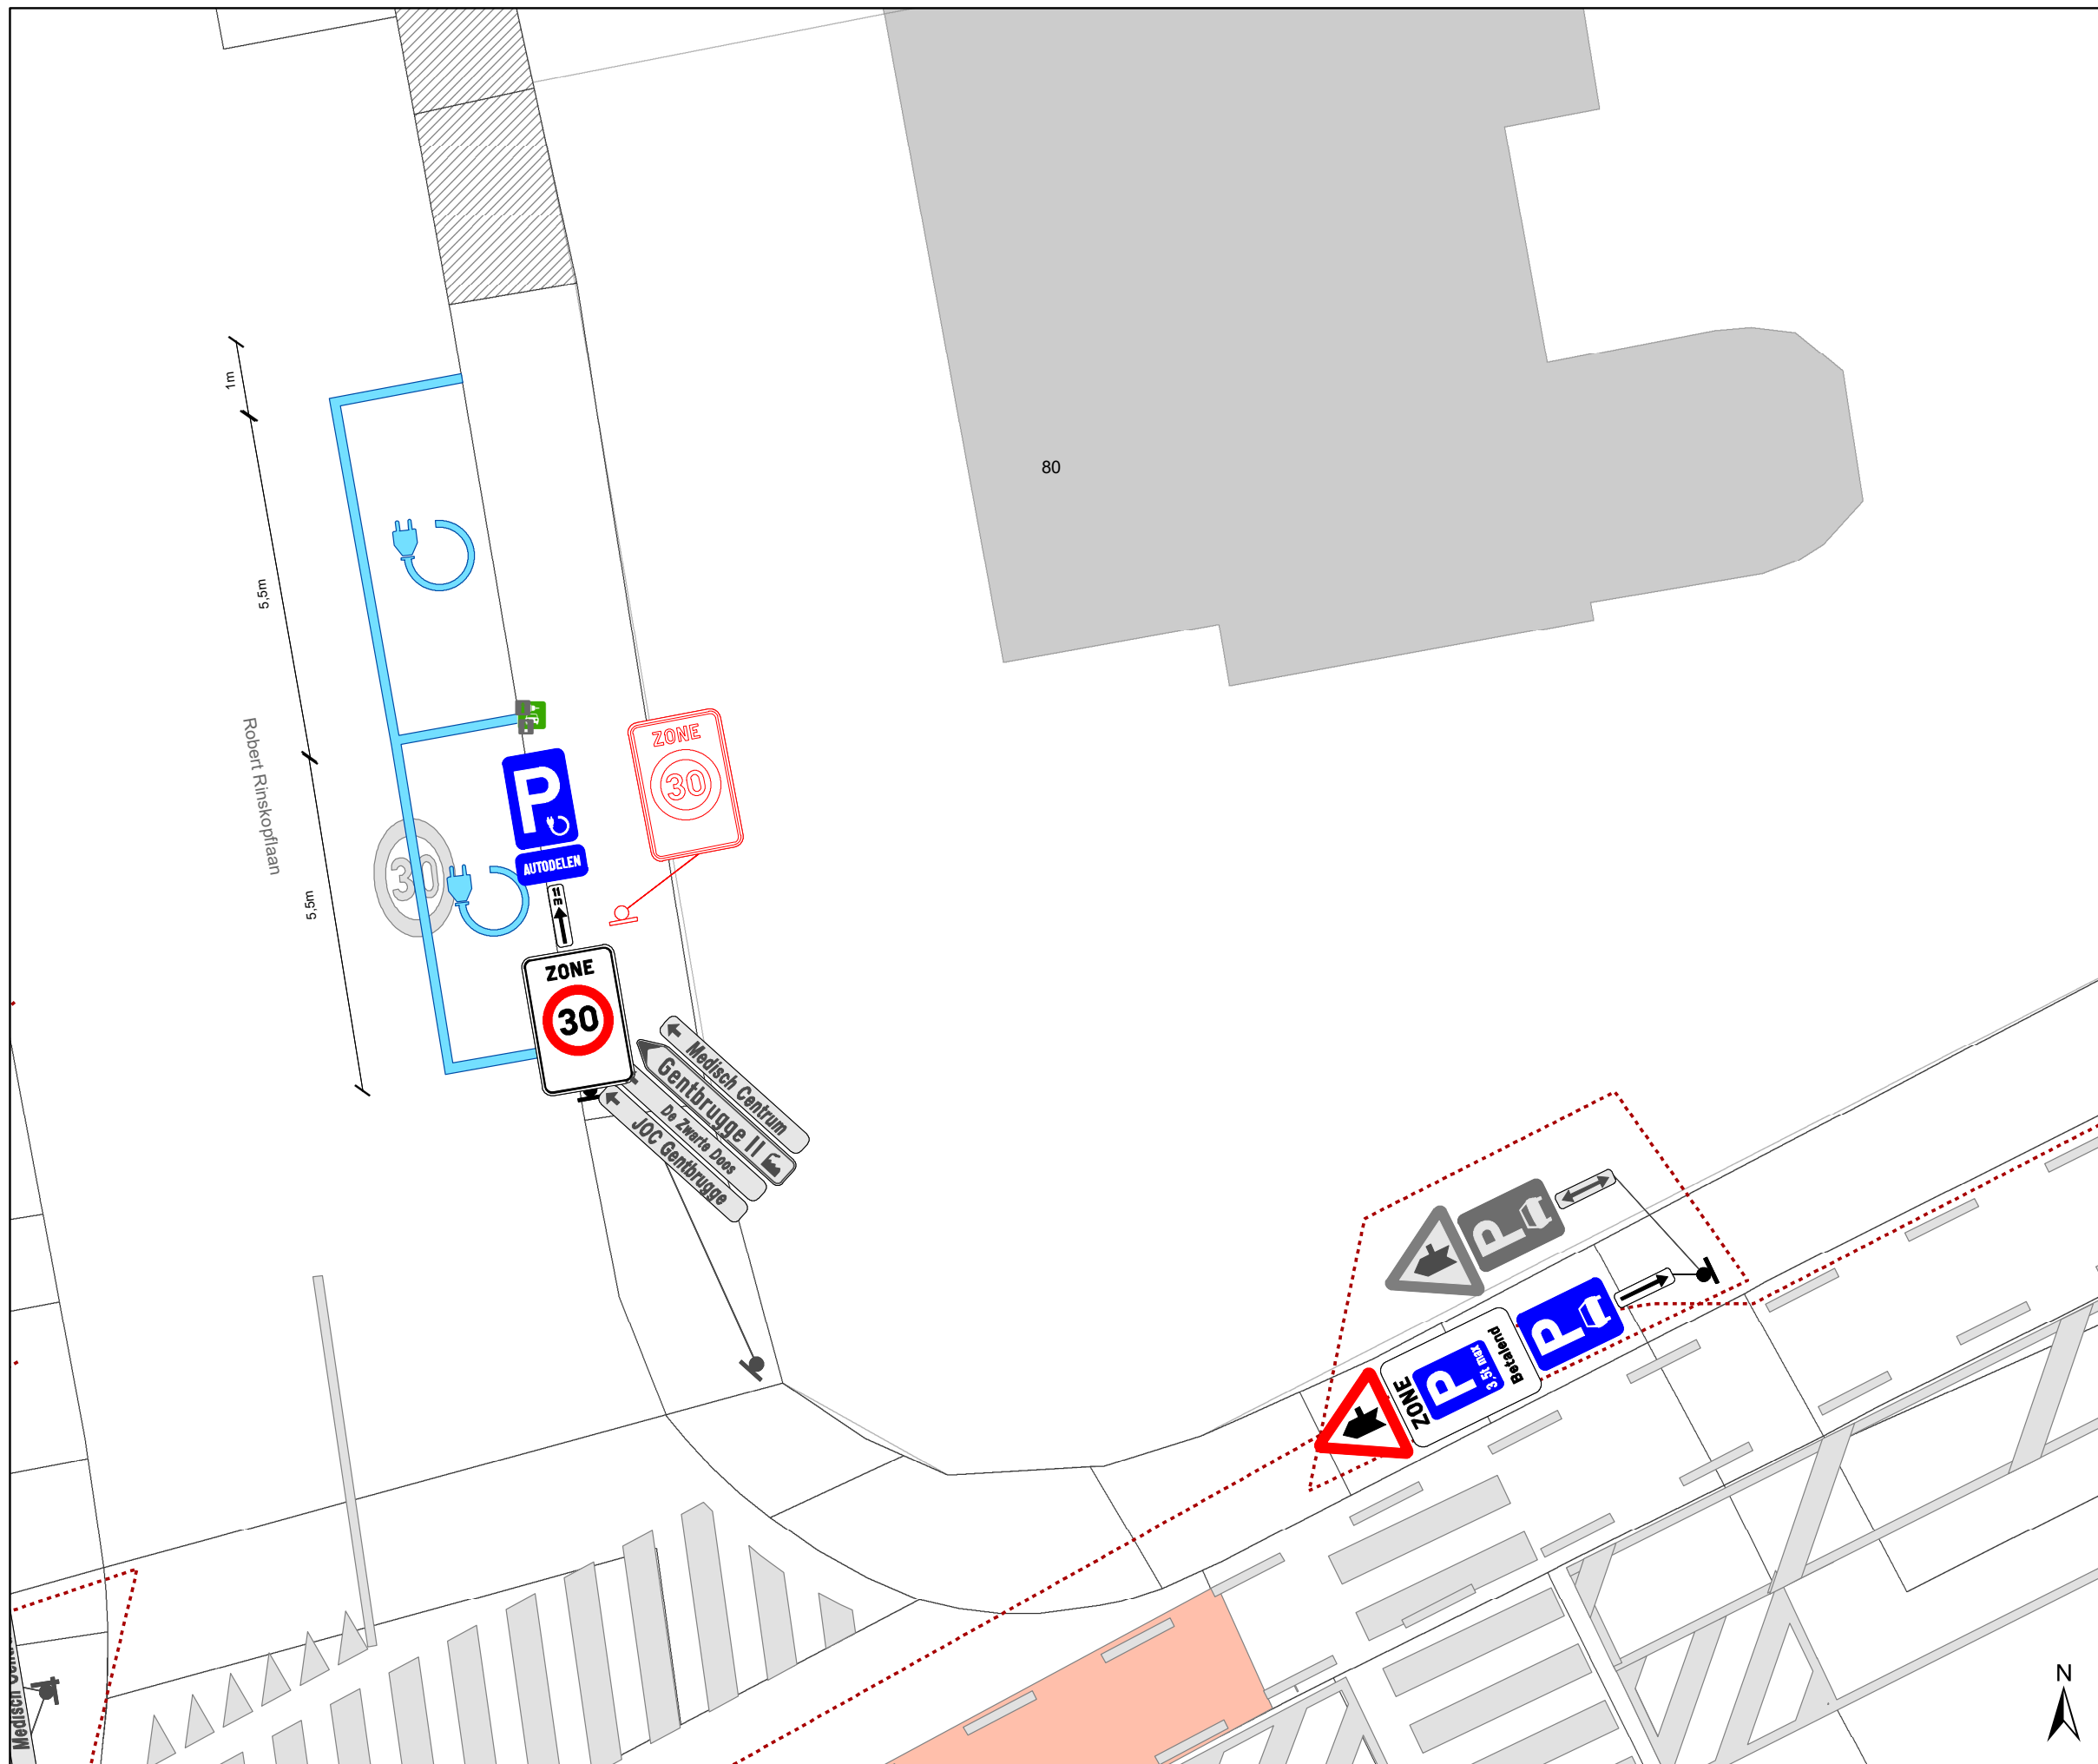 1m
80
5,5m
Robert Rinskopflaan
ZONE
30
P
AUTODELEN
5,5m
30
11 m
ZONE
30
Medisch Centrum
Gentbrugge II
De Zwarte Doos
JOC Gentbrugge
P
P
ZONE
P
3,5t max
Betalend
N